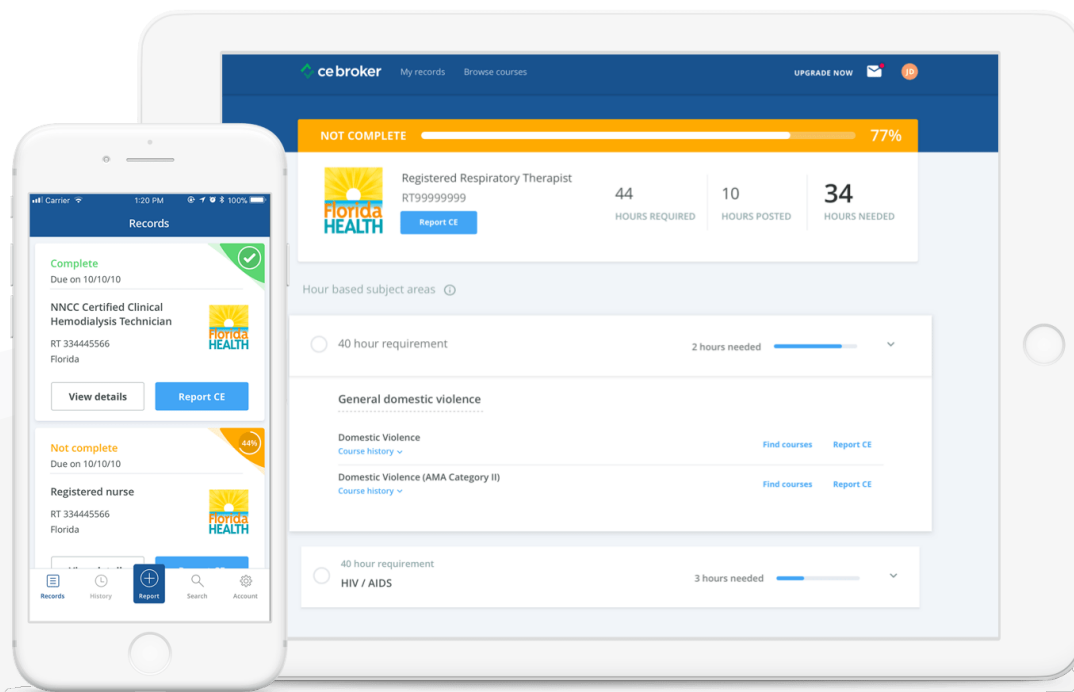 Carrier
1:20 PM
100%
Records
Complete
Due on 10/10/10
NNCC Certified Clinical
Hemodialysis Technician
Florida
HEALTH
RT 334445566
Florida
View details
Report CE
Not complete
44%
Due on 10/10/10
Registered nurse
Florida
HEALTH
RT 334445566
Florida
Records
History
Report
Search
Account
ce broker
My records
Browse courses
UPGRADE NOW
JD
NOT COMPLETE
77%
Florida
HEALTH
Registered Respiratory Therapist
RT99999999
Report CE
44
HOURS REQUIRED
10
HOURS POSTED
34
HOURS NEEDED
Hour based subject areas
40 hour requirement
2 hours needed
General domestic violence
Domestic Violence
Course history
Find courses
Report CE
Domestic Violence (AMA Category II)
Course history
Find courses
Report CE
40 hour requirement
HIV / AIDS
3 hours needed